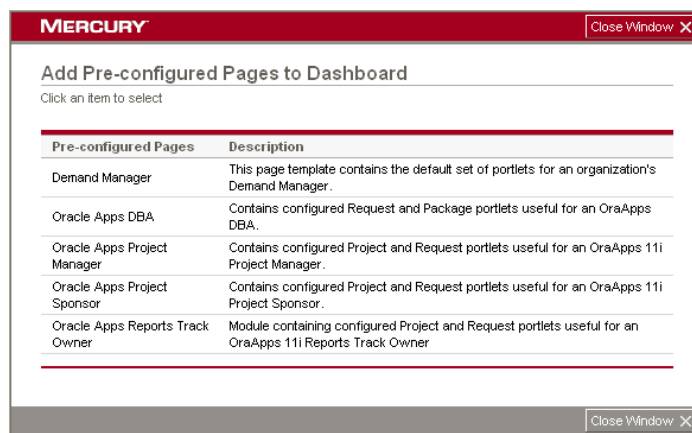 MERCURY™
Close Window X
Add Pre-configured Pages to Dashboard
Click an item to select
Pre-configured Pages Description
Demand Manager This page template contains the default set of portlets for an organization's
Demand Manager.
Oracle Apps DBA Contains configured Request and Package portlets useful for an OraApps
DBA.
Oracle Apps Project Contains configured Project and Request portlets useful for an OraApps 11i
Manager Project Manager.
Oracle Apps Project Contains configured Project and Request portlets useful for an OraApps 11i
Sponsor Project Sponsor.
Oracle Apps Reports Track Module containing configured Project and Request portlets useful for an
Owner OraApps 11i Reports Track Owner
Close Window X